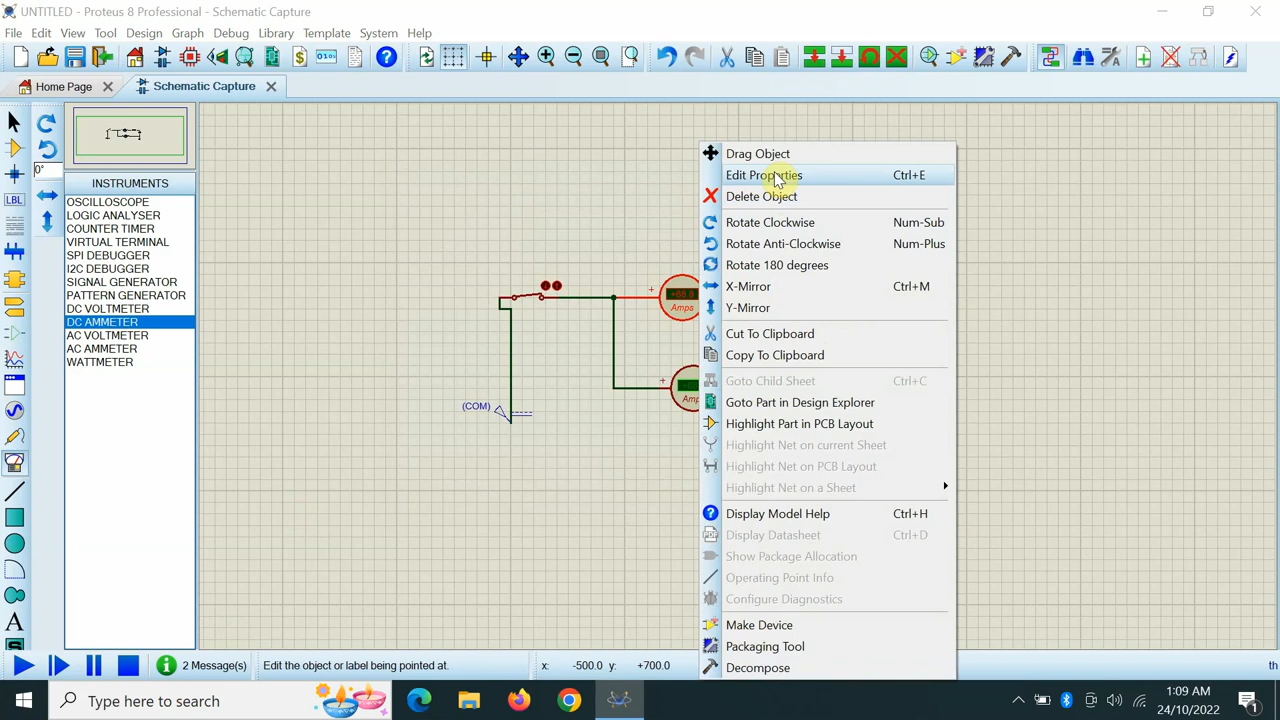 UNTITLED - Proteus 8 Professional - Schematic Capture
File Edit View Tool Design Graph Debug Library Template System Help
Home Page
Schematic Capture
0°
INSTRUMENTS
OSCILLOSCOPE
LOGIC ANALYSER
COUNTER TIMER
VIRTUAL TERMINAL
SPI DEBUGGER
I2C DEBUGGER
SIGNAL GENERATOR
PATTERN GENERATOR
DC VOLTMETER
DC AMMETER
AC VOLTMETER
AC AMMETER
WATTMETER
LBL
(COM)
Amps
Drag Object
Edit Properties Ctrl+E
Delete Object
Rotate Clockwise Num-Sub
Rotate Anti-Clockwise Num-Plus
Rotate 180 degrees
X-Mirror Ctrl+M
Y-Mirror
Cut To Clipboard
Copy To Clipboard
Goto Child Sheet Ctrl+C
Goto Part in Design Explorer
Highlight Part in PCB Layout
Highlight Net on current Sheet
Highlight Net on PCB Layout
Highlight Net on a Sheet
Display Model Help Ctrl+H
Display Datasheet Ctrl+D
Show Package Allocation
Operating Point Info
Configure Diagnostics
Make Device
Packaging Tool
Decompose
2 Message(s)
Edit the object or label being pointed at.
x: -500.0 y: +700.0
th
Type here to search
1:09 AM
24/10/2022